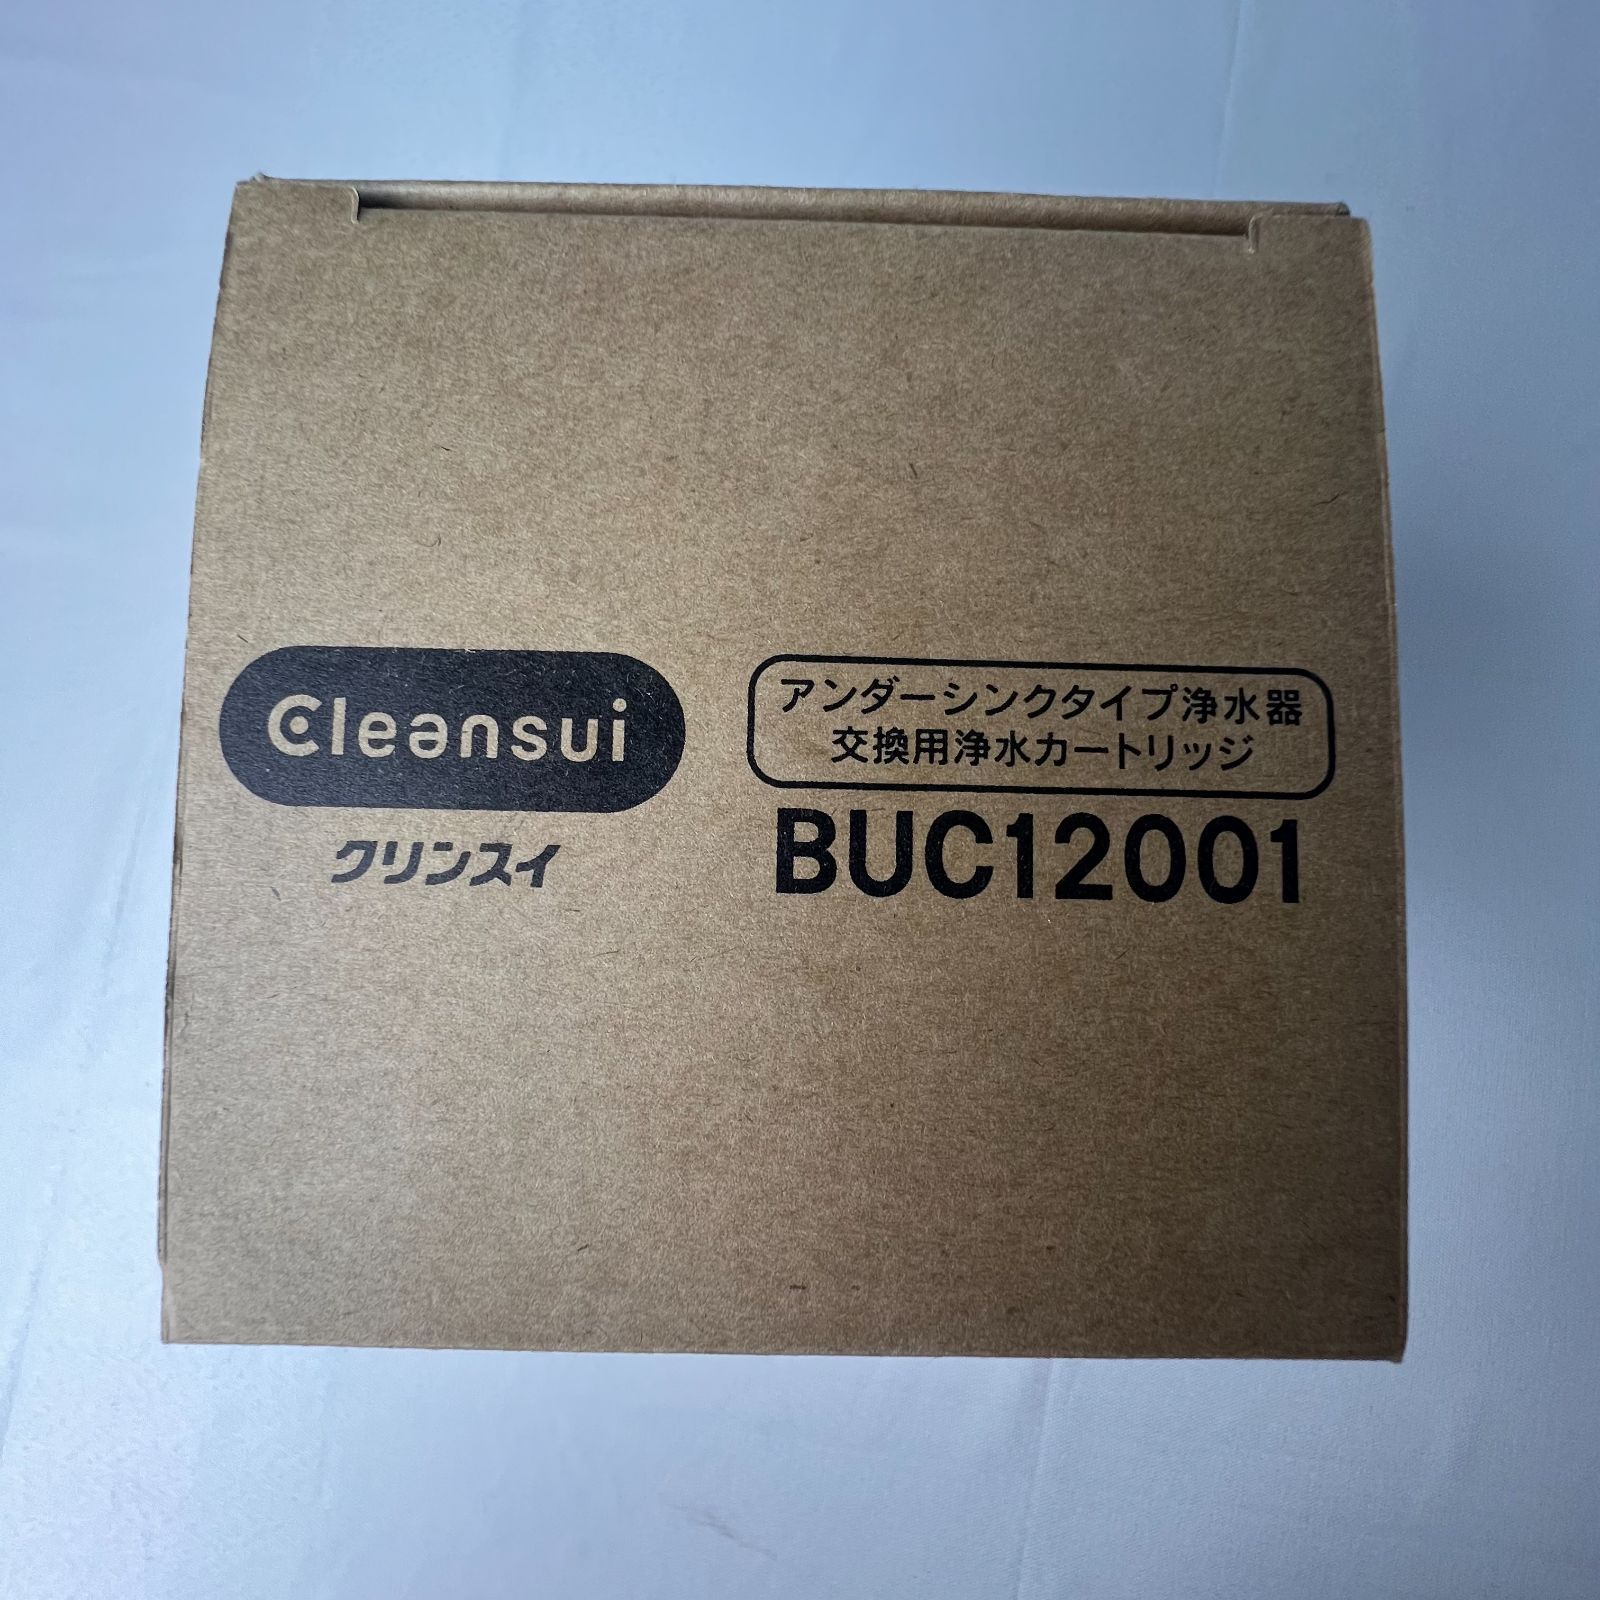 Cleansui
クリンスイ
アンダーシンクタイプ浄水器
交換用浄水カートリッジ
BUC12001